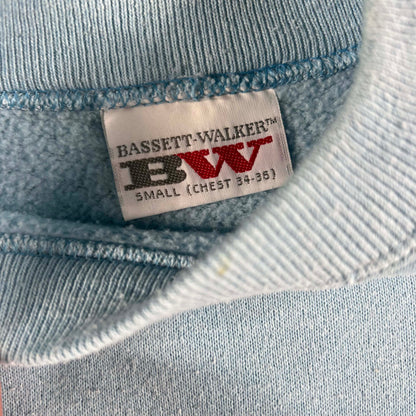 BASSETT-WALKER™
BW
SMALL (CHEST 34-36)